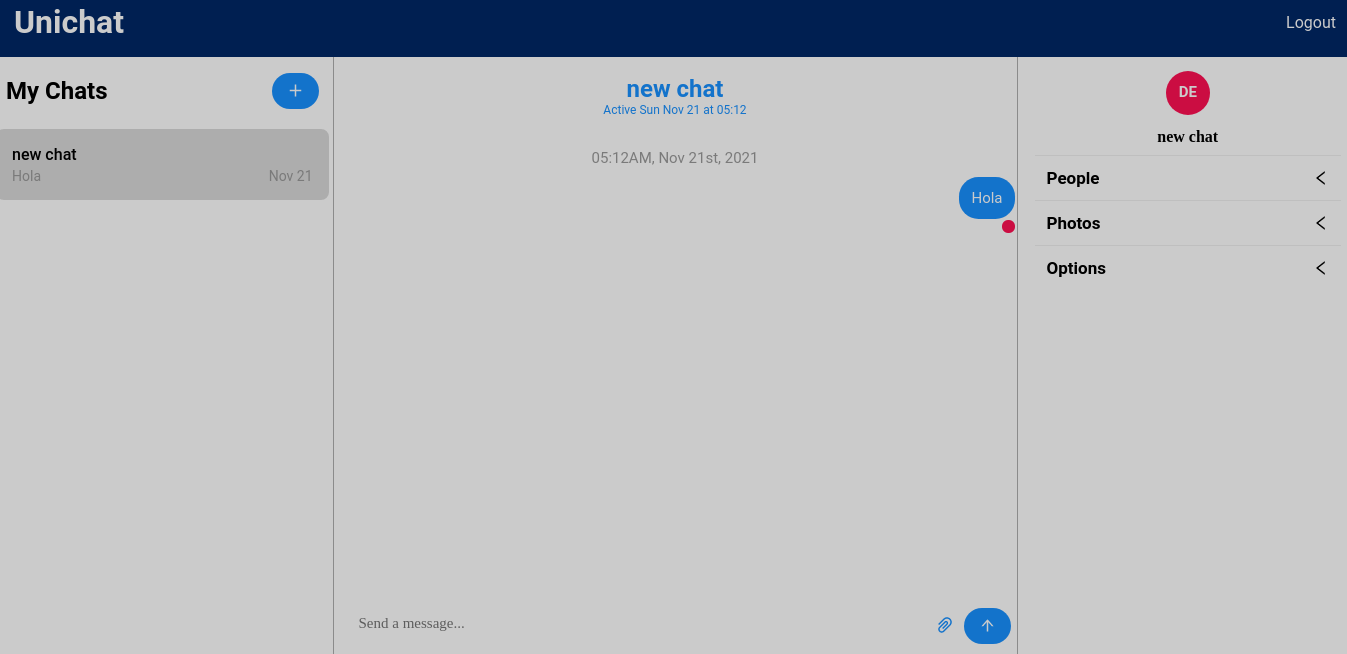 Unichat
Logout
My Chats
+
new chat
Hola
Nov 21
new chat
Active Sun Nov 21 at 05:12
05:12AM, Nov 21st, 2021
Hola
Send a message...
DE
new chat
People
Photos
Options